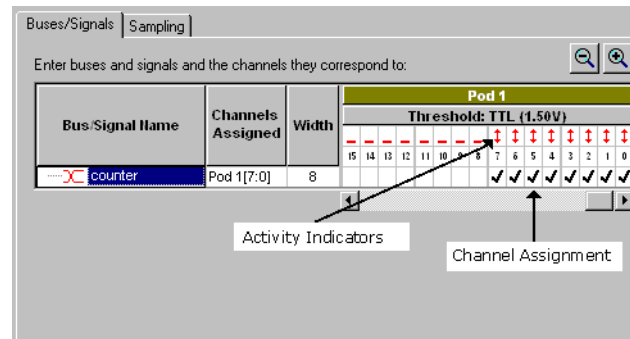 Buses/Signals Sampling
Enter buses and signals and the channels they correspond to:
Bus/Signal Name
Channels
Assigned
Width
Pod 1
Threshold: TTL (1.50V)
15 14 13 12 11 10 9 8 7 6 5 4 3 2 1 0
counter Pod 1[7:0] 8
Activity Indicators
Channel Assignment